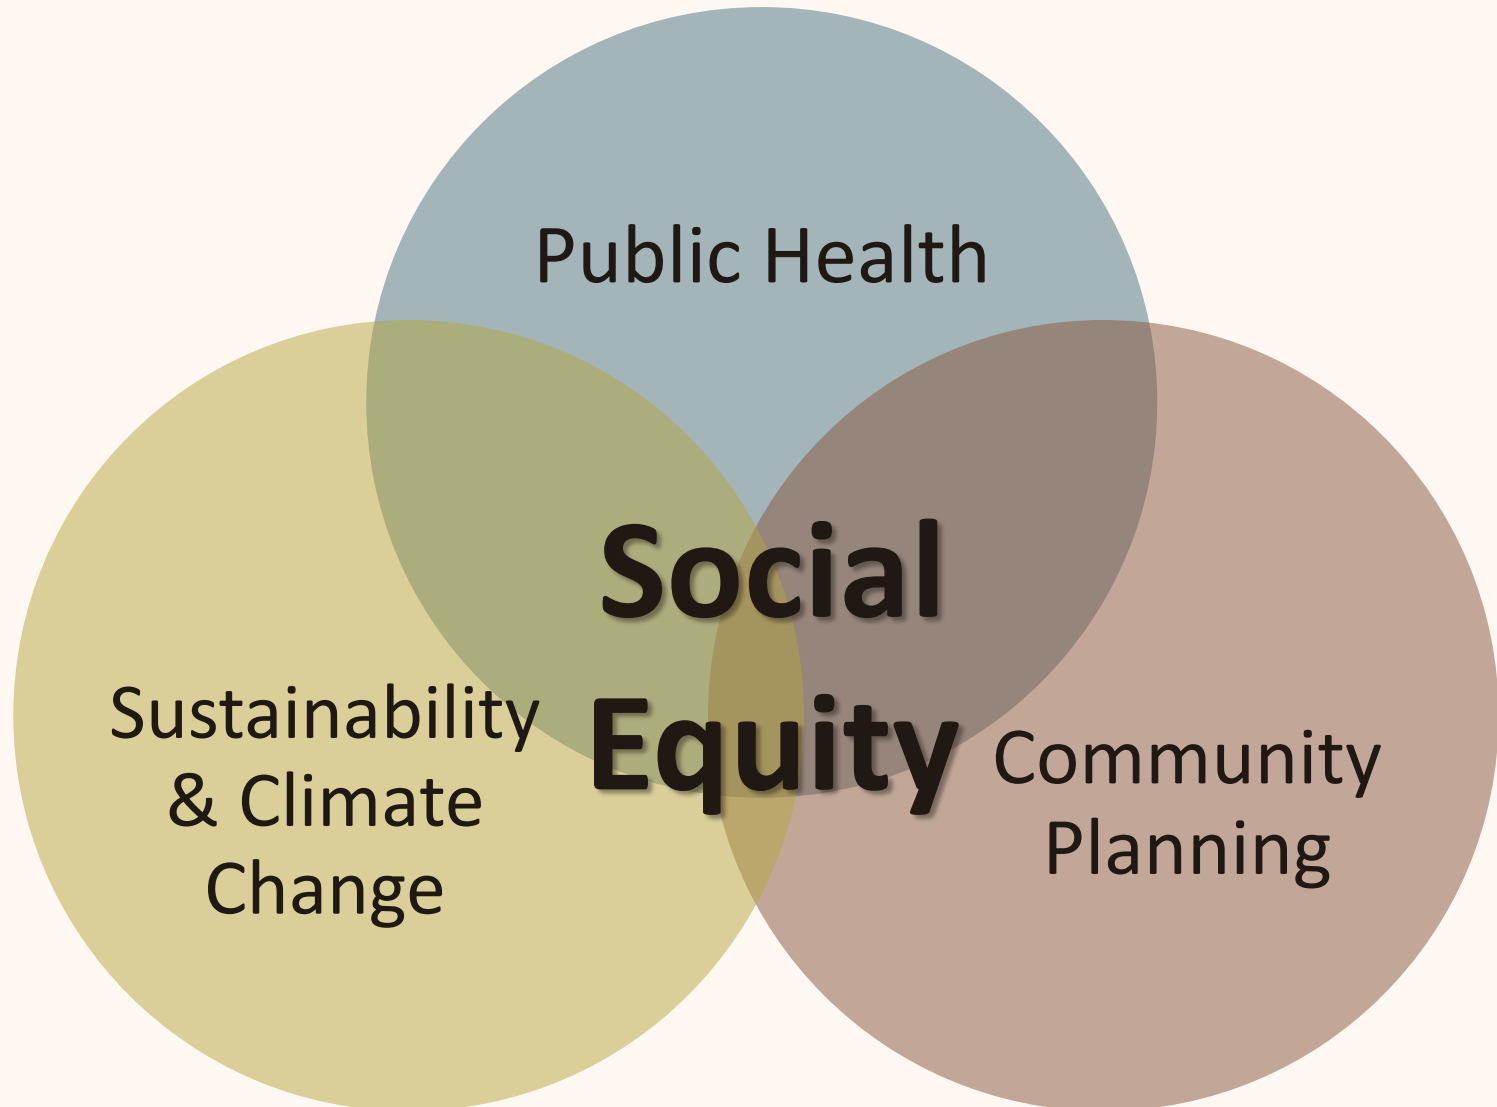 Public Health
Social
Equity
Sustainability
& Climate
Change
Community
Planning